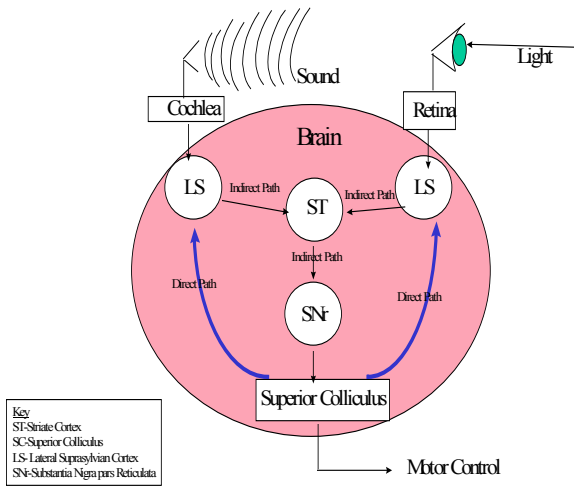 Sound
Light
Cochlea
Retina
Brain
LS
LS
Indirect Path
Indirect Path
ST
Indirect Path
Direct Path
Direct Path
SNr
Superior Colliculus
Motor Control
Key
ST-Striate Cortex
SC-Superior Colliculus
LS- Lateral Suprasylvian Cortex
SNr-Substantia Nigra pars Reticulata